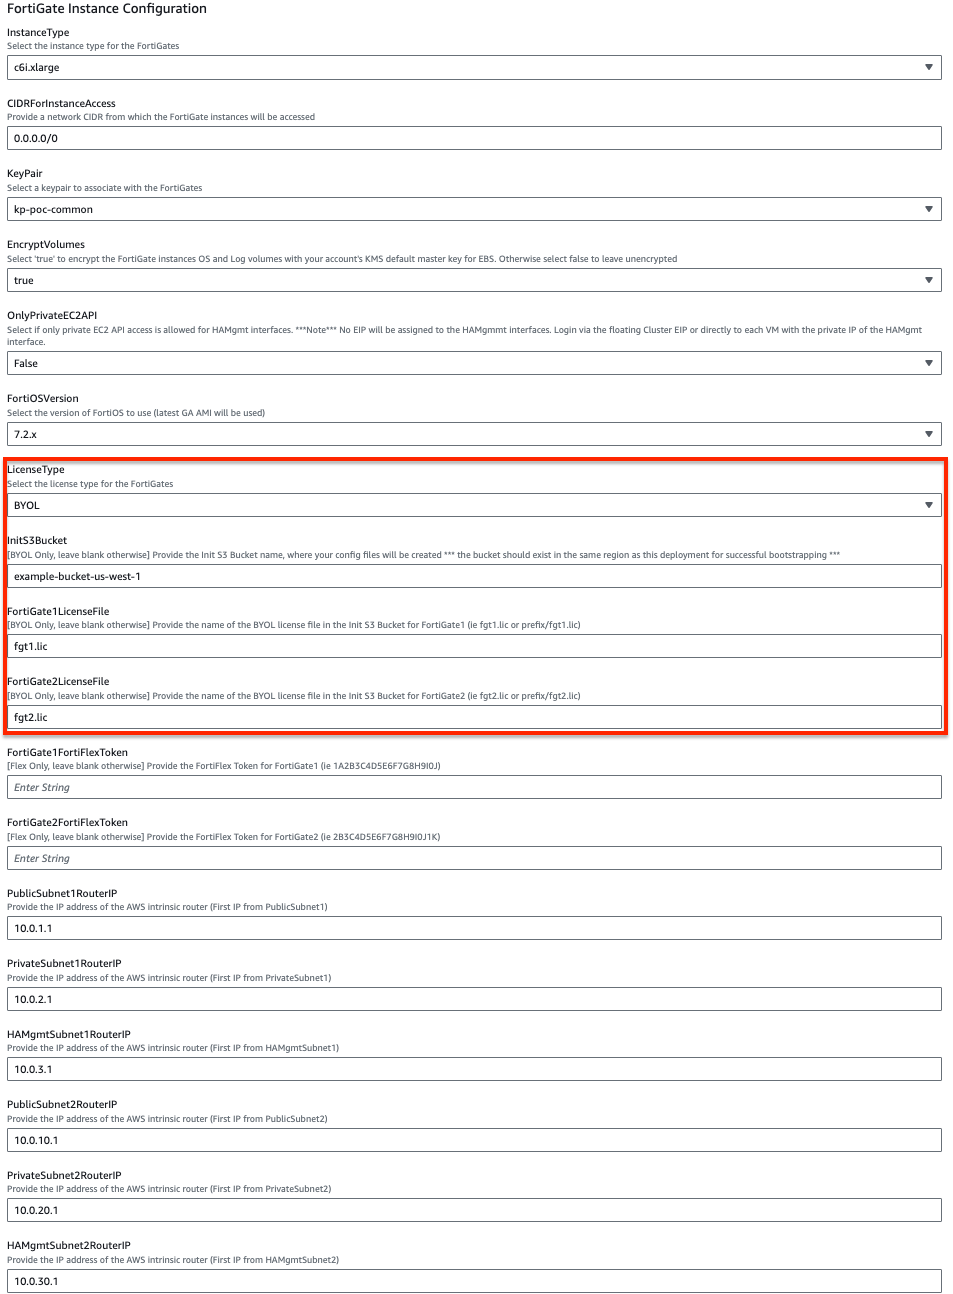 FortiGate Instance Configuration
InstanceType
Select the instance type for the FortiGates
c6i.xlarge
CIDRForInstanceAccess
Provide a network CIDR from which the FortiGate instances will be accessed
0.0.0.0/0
KeyPair
Select a keypair to associate with the FortiGates
kp-poc-common
EncryptVolumes
Select 'true' to encrypt the FortiGate instances OS and Log volumes with your account's KMS default master key for EBS. Otherwise select false to leave unencrypted
true
OnlyPrivateEC2API
Select if only private EC2 API access is allowed for HAMgmt interfaces. ***Note*** No EIP will be assigned to the HAMgmmt interfaces. Login via the floating Cluster EIP or directly to each VM with the private IP of the HAMgmt
interface.
False
FortiOSVersion
Select the version of FortiOS to use (latest GA AMI will be used)
7.2.x
LicenseType
Select the license type for the FortiGates
BYOL
InitS3Bucket
[BYOL Only, leave blank otherwise] Provide the Init S3 Bucket name, where your config files will be created *** the bucket should exist in the same region as this deployment for successful bootstrapping ***
example-bucket-us-west-1
FortiGate1LicenseFile
[BYOL Only, leave blank otherwise] Provide the name of the BYOL license file in the Init S3 Bucket for FortiGate1 (ie fgt1.lic or prefix/fgt1.lic)
fgt1.lic
FortiGate2LicenseFile
[BYOL Only, leave blank otherwise] Provide the name of the BYOL license file in the Init S3 Bucket for FortiGate2 (ie fgt2.lic or prefix/fgt2.lic)
fgt2.lic
FortiGate1FortiFlexToken
[Flex Only, leave blank otherwise] Provide the FortiFlex Token for FortiGate1 (ie 1A2B3C4D5E6F7G8H9I0J)
Enter String
FortiGate2FortiFlexToken
[Flex Only, leave blank otherwise] Provide the FortiFlex Token for FortiGate2 (ie 2B3C4D5E6F7G8H9I0J1K)
Enter String
PublicSubnet1RouterIP
Provide the IP address of the AWS intrinsic router (First IP from PublicSubnet1)
10.0.1.1
PrivateSubnet1RouterIP
Provide the IP address of the AWS intrinsic router (First IP from PrivateSubnet1)
10.0.2.1
HAMgmtSubnet1RouterIP
Provide the IP address of the AWS intrinsic router (First IP from HAMgmtSubnet1)
10.0.3.1
PublicSubnet2RouterIP
Provide the IP address of the AWS intrinsic router (First IP from PublicSubnet2)
10.0.10.1
PrivateSubnet2RouterIP
Provide the IP address of the AWS intrinsic router (First IP from PrivateSubnet2)
10.0.20.1
HAMgmtSubnet2RouterIP
Provide the IP address of the AWS intrinsic router (First IP from HAMgmtSubnet2)
10.0.30.1